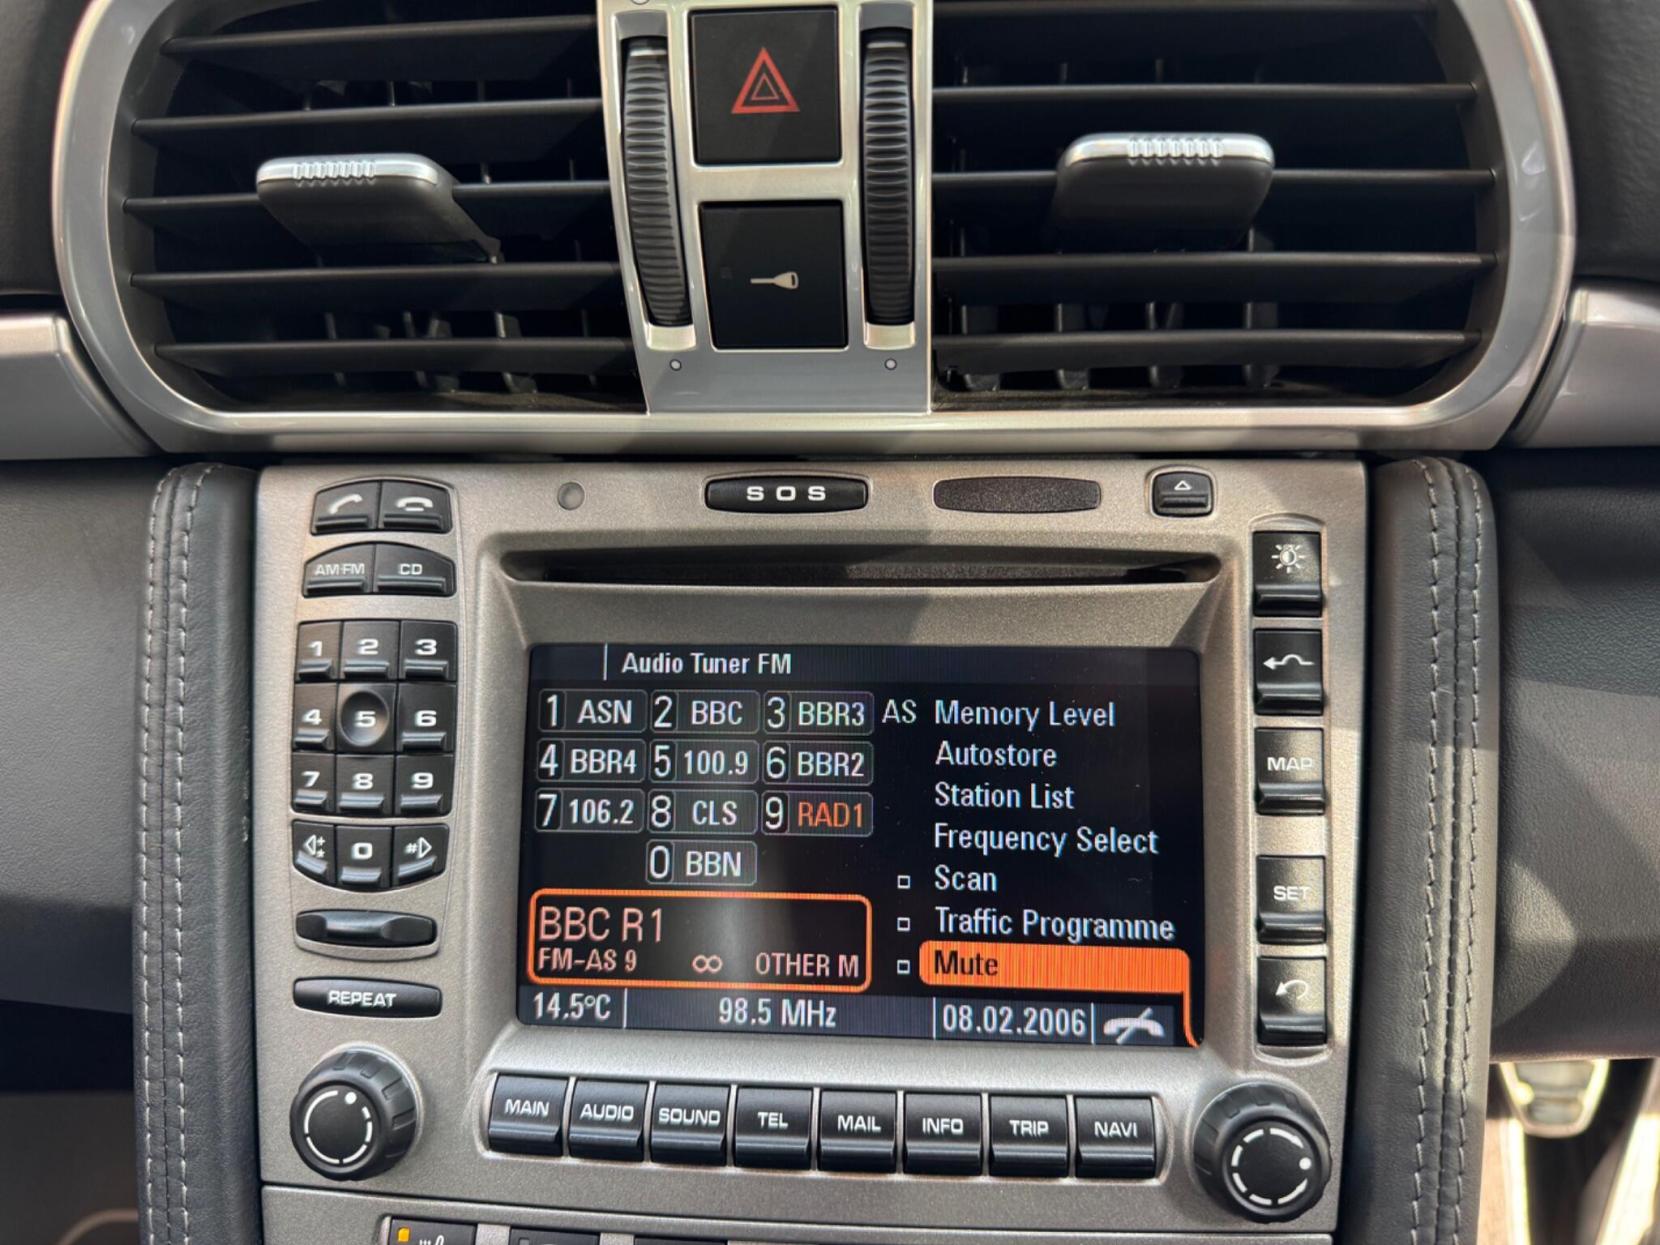 SOS
AM·FM CD
1 2 3
4 5 6
7 8 9
0 #
REPEAT
Audio Tuner FM
1 ASN 2 BBC 3 BBR3 AS
4 BBR4 5 100.9 6 BBR2
7 106.2 8 CLS 9 RAD1
0 BBN
Memory Level
Autostore
Station List
Frequency Select
Scan
Traffic Programme
Mute
BBC R1
FM-AS 9 ∞ OTHER M
14.5°C 98.5 MHz 08.02.2006
MAP
SET
MAIN AUDIO SOUND TEL MAIL INFO TRIP NAVI